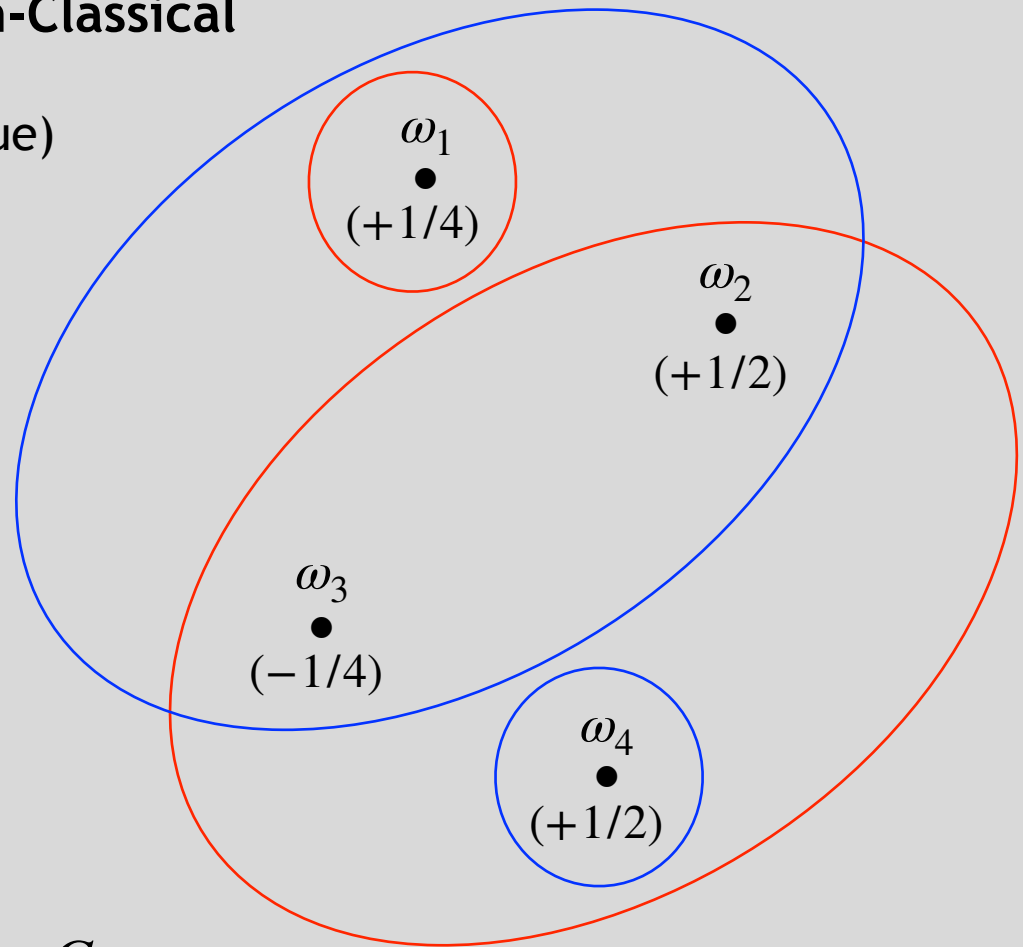 n-Classical
ue)
ω₁
(+1/4)
ω₂
(+1/2)
ω₃
(−1/4)
ω₄
(+1/2)